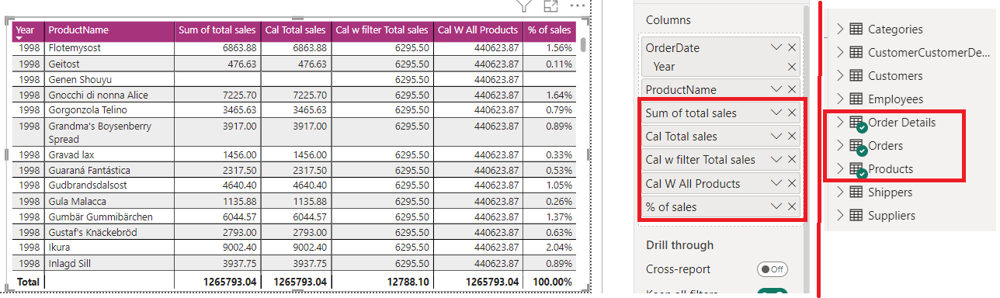 Year ProductName Sum of total sales Cal Total sales Cal w filter Total sales Cal W All Products % of sales
1998 Flotemysost 6863.88 6863.88 6295.50 440623.87 1.56%
1998 Geitost 476.63 476.63 6295.50 440623.87 0.11%
1998 Genen Shouyu 6295.50 440623.87
1998 Gnocchi di nonna Alice 7225.70 7225.70 6295.50 440623.87 1.64%
1998 Gorgonzola Telino 3465.63 3465.63 6295.50 440623.87 0.79%
1998 Grandma's Boysenberry 3917.00 3917.00 6295.50 440623.87 0.89%
Spread
1998 Gravad lax 1456.00 1456.00 6295.50 440623.87 0.33%
1998 Guaraná Fantástica 2317.50 2317.50 6295.50 440623.87 0.53%
1998 Gudbrandsdalsost 4640.40 4640.40 6295.50 440623.87 1.05%
1998 Gula Malacca 1135.88 1135.88 6295.50 440623.87 0.26%
1998 Gumbär Gummibärchen 6044.57 6044.57 6295.50 440623.87 1.37%
1998 Gustaf's Knäckebröd 2793.00 2793.00 6295.50 440623.87 0.63%
1998 Ikura 9002.40 9002.40 6295.50 440623.87 2.04%
1998 Inlagd Sill 3937.75 3937.75 6295.50 440623.87 0.89%
Total 1265793.04 1265793.04 12788.10 1265793.04 100.00%
Columns
OrderDate
Year
ProductName
Sum of total sales
Cal Total sales
Cal w filter Total sales
Cal W All Products
% of sales
Drill through
Cross-report Off
Keep all filters
Categories
CustomerCustomerDe...
Customers
Employees
Order Details
Orders
Products
Shippers
Suppliers